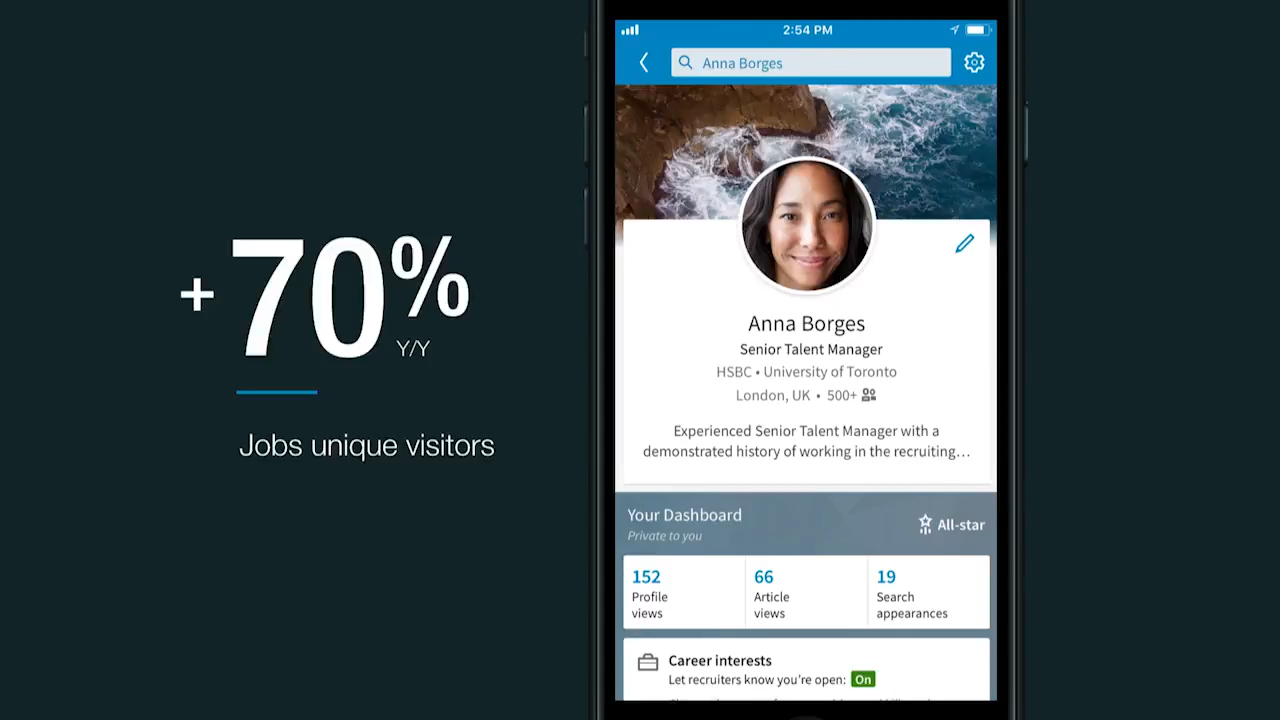 +70%
Y/Y
Jobs unique visitors
2:54 PM
Anna Borges
Anna Borges
Senior Talent Manager
HSBC • University of Toronto
London, UK • 500+
Experienced Senior Talent Manager with a
demonstrated history of working in the recruiting…
Your Dashboard
Private to you
All-star
152
Profile
views
66
Article
views
19
Search
appearances
Career interests
Let recruiters know you're open: On